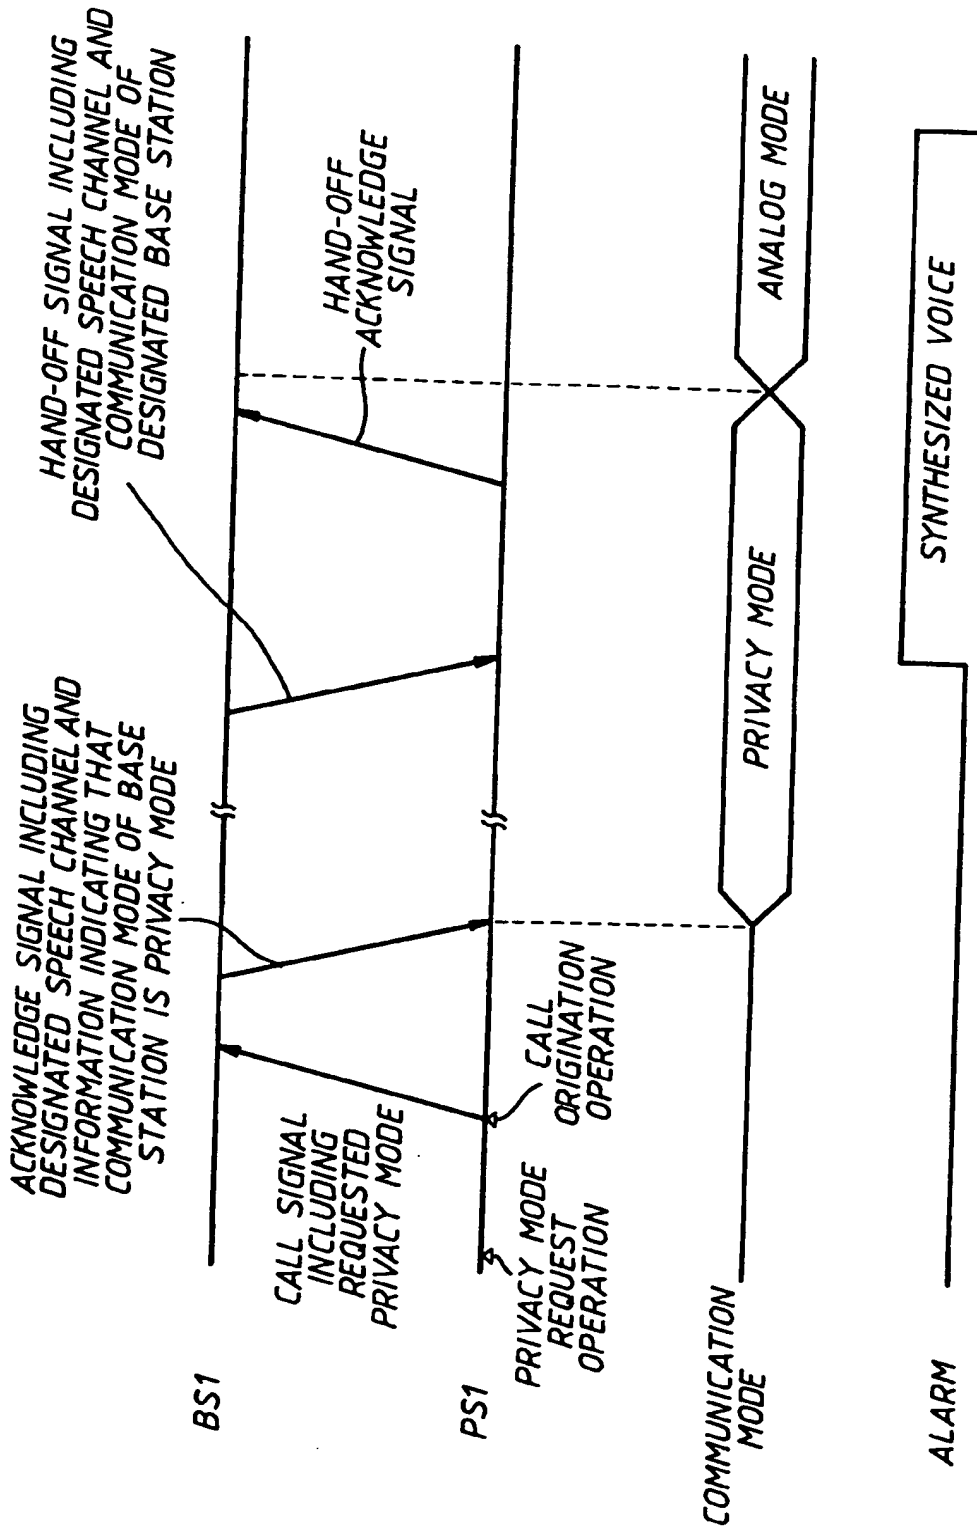 ACKNOWLEDGE SIGNAL INCLUDING
DESIGNATED SPEECH CHANNEL AND
INFORMATION INDICATING THAT
COMMUNICATION MODE OF BASE
STATION IS PRIVACY MODE
HAND-OFF SIGNAL INCLUDING
DESIGNATED SPEECH CHANNEL AND
COMMUNICATION MODE OF
DESIGNATED BASE STATION
BS1
CALL SIGNAL
INCLUDING
REQUESTED
PRIVACY MODE
HAND-OFF
ACKNOWLEDGE
SIGNAL
PS1
PRIVACY MODE
REQUEST
OPERATION
CALL
ORIGINATION
OPERATION
COMMUNICATION
MODE
PRIVACY MODE
ANALOG MODE
ALARM
SYNTHESIZED VOICE